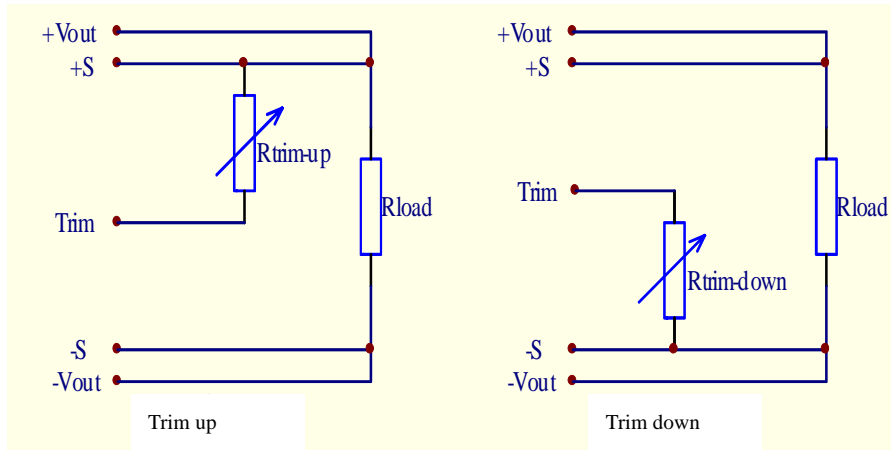 +Vout
+S
Rtrim-up
Trim
Rload
-S
-Vout
Trim up
+Vout
+S
Trim
Rload
Rtrim-down
-S
-Vout
Trim down